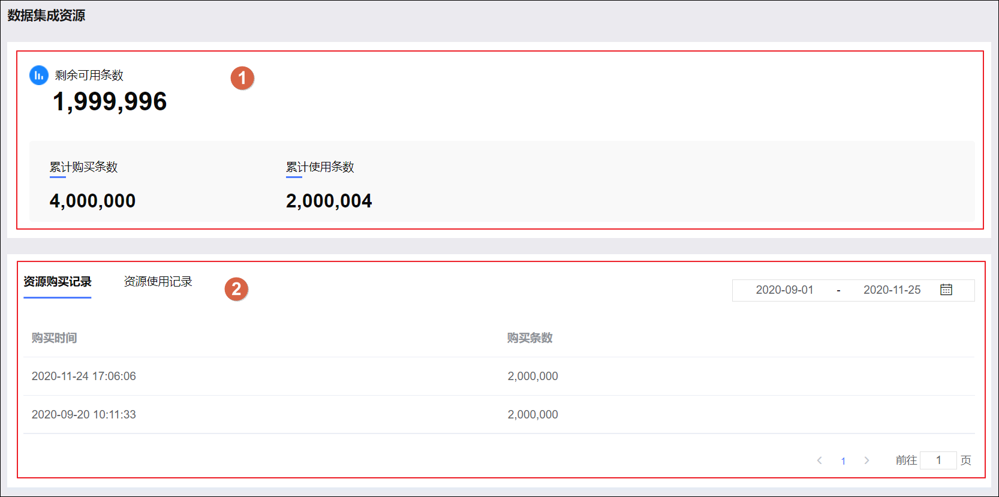 数据集成资源
剩余可用条数
1
1,999,996
累计购买条数
累计使用条数
4,000,000
2,000,004
资源购买记录
资源使用记录
2
2020-09-01 - 2020-11-25
购买时间
购买条数
2020-11-24 17:06:06
2,000,000
2020-09-20 10:11:33
2,000,000
1
前往 1 页